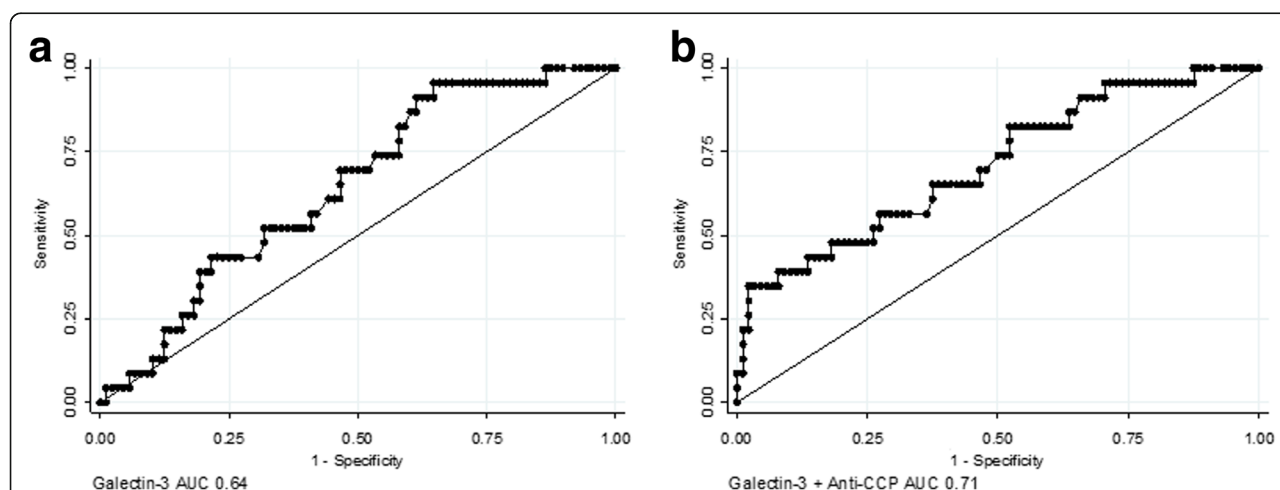 a
1.00
0.75
0.50
0.25
0.00
Sensitivity
0.00 0.25 0.50 0.75 1.00
1 - Specificity
Galectin-3 AUC 0.64
b
1.00
0.75
0.50
0.25
0.00
Sensitivity
0.00 0.25 0.50 0.75 1.00
1 - Specificity
Galectin-3 + Anti-CCP AUC 0.71